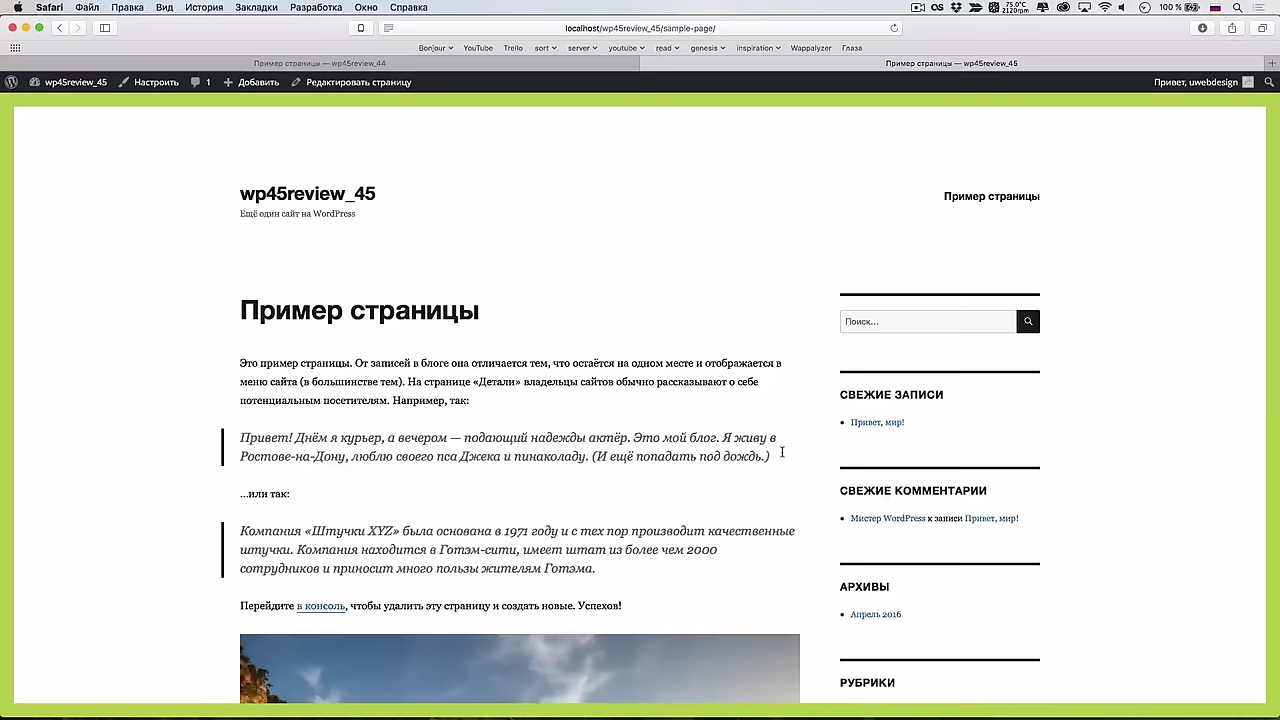 Safari Файл Правка Вид История Закладки Разработка Окно Справка
100 %
localhost/wp45review_45/sample-page/
Bonjour YouTube Trello sort server youtube read genesis inspiration Wappalyzer Глаза
Пример страницы — wp45review_44 Пример страницы — wp45review_45
wp45review_45 Настроить 1 Добавить Редактировать страницу Привет, uwebdesign
wp45review_45
Ещё один сайт на WordPress
Пример страницы
Пример страницы
Это пример страницы. От записей в блоге она отличается тем, что остаётся на одном месте и отображается в
меню сайта (в большинстве тем). На странице «Детали» владельцы сайтов обычно рассказывают о себе
потенциальным посетителям. Например, так:
Привет! Днём я курьер, а вечером — подающий надежды актёр. Это мой блог. Я живу в
Ростове-на-Дону, люблю своего пса Джека и пинаколаду. (И ещё попадать под дождь.)
...или так:
Компания «Штучки XYZ» была основана в 1971 году и с тех пор производит качественные
штучки. Компания находится в Готэм-сити, имеет штат из более чем 2000
сотрудников и приносит много пользы жителям Готэма.
Перейдите в консоль, чтобы удалить эту страницу и создать новые. Успехов!
Поиск...
СВЕЖИЕ ЗАПИСИ
Привет, мир!
СВЕЖИЕ КОММЕНТАРИИ
Мистер WordPress к записи Привет, мир!
АРХИВЫ
Апрель 2016
РУБРИКИ